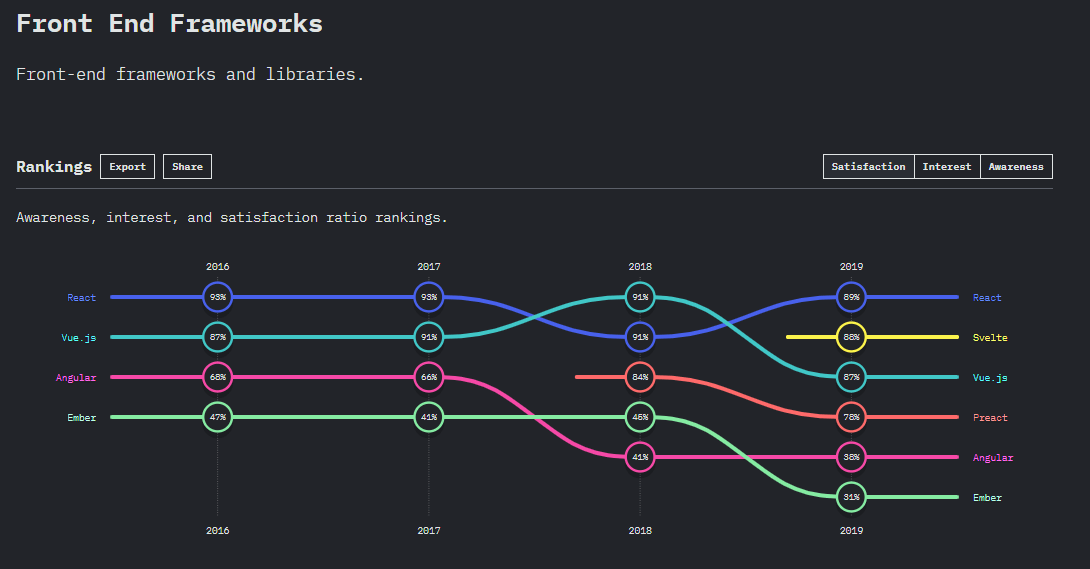 Front End Frameworks
Front-end frameworks and libraries.
Rankings Export Share Satisfaction Interest Awareness
Awareness, interest, and satisfaction ratio rankings.
2016 2017 2018 2019
React 93% 93% 91% 89% React
Vue.js 87% 91% 91% 88% Svelte
Angular 68% 66% 84% 87% Vue.js
Ember 47% 41% 46% 78% Preact
41% 38% Angular
31% Ember
2016 2017 2018 2019